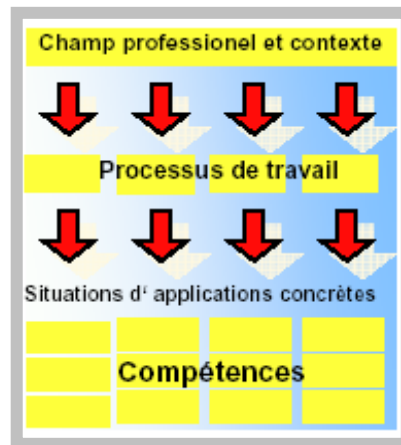 Champ professionel et contexte
Processus de travail
Situations d' applications concrètes
Compétences